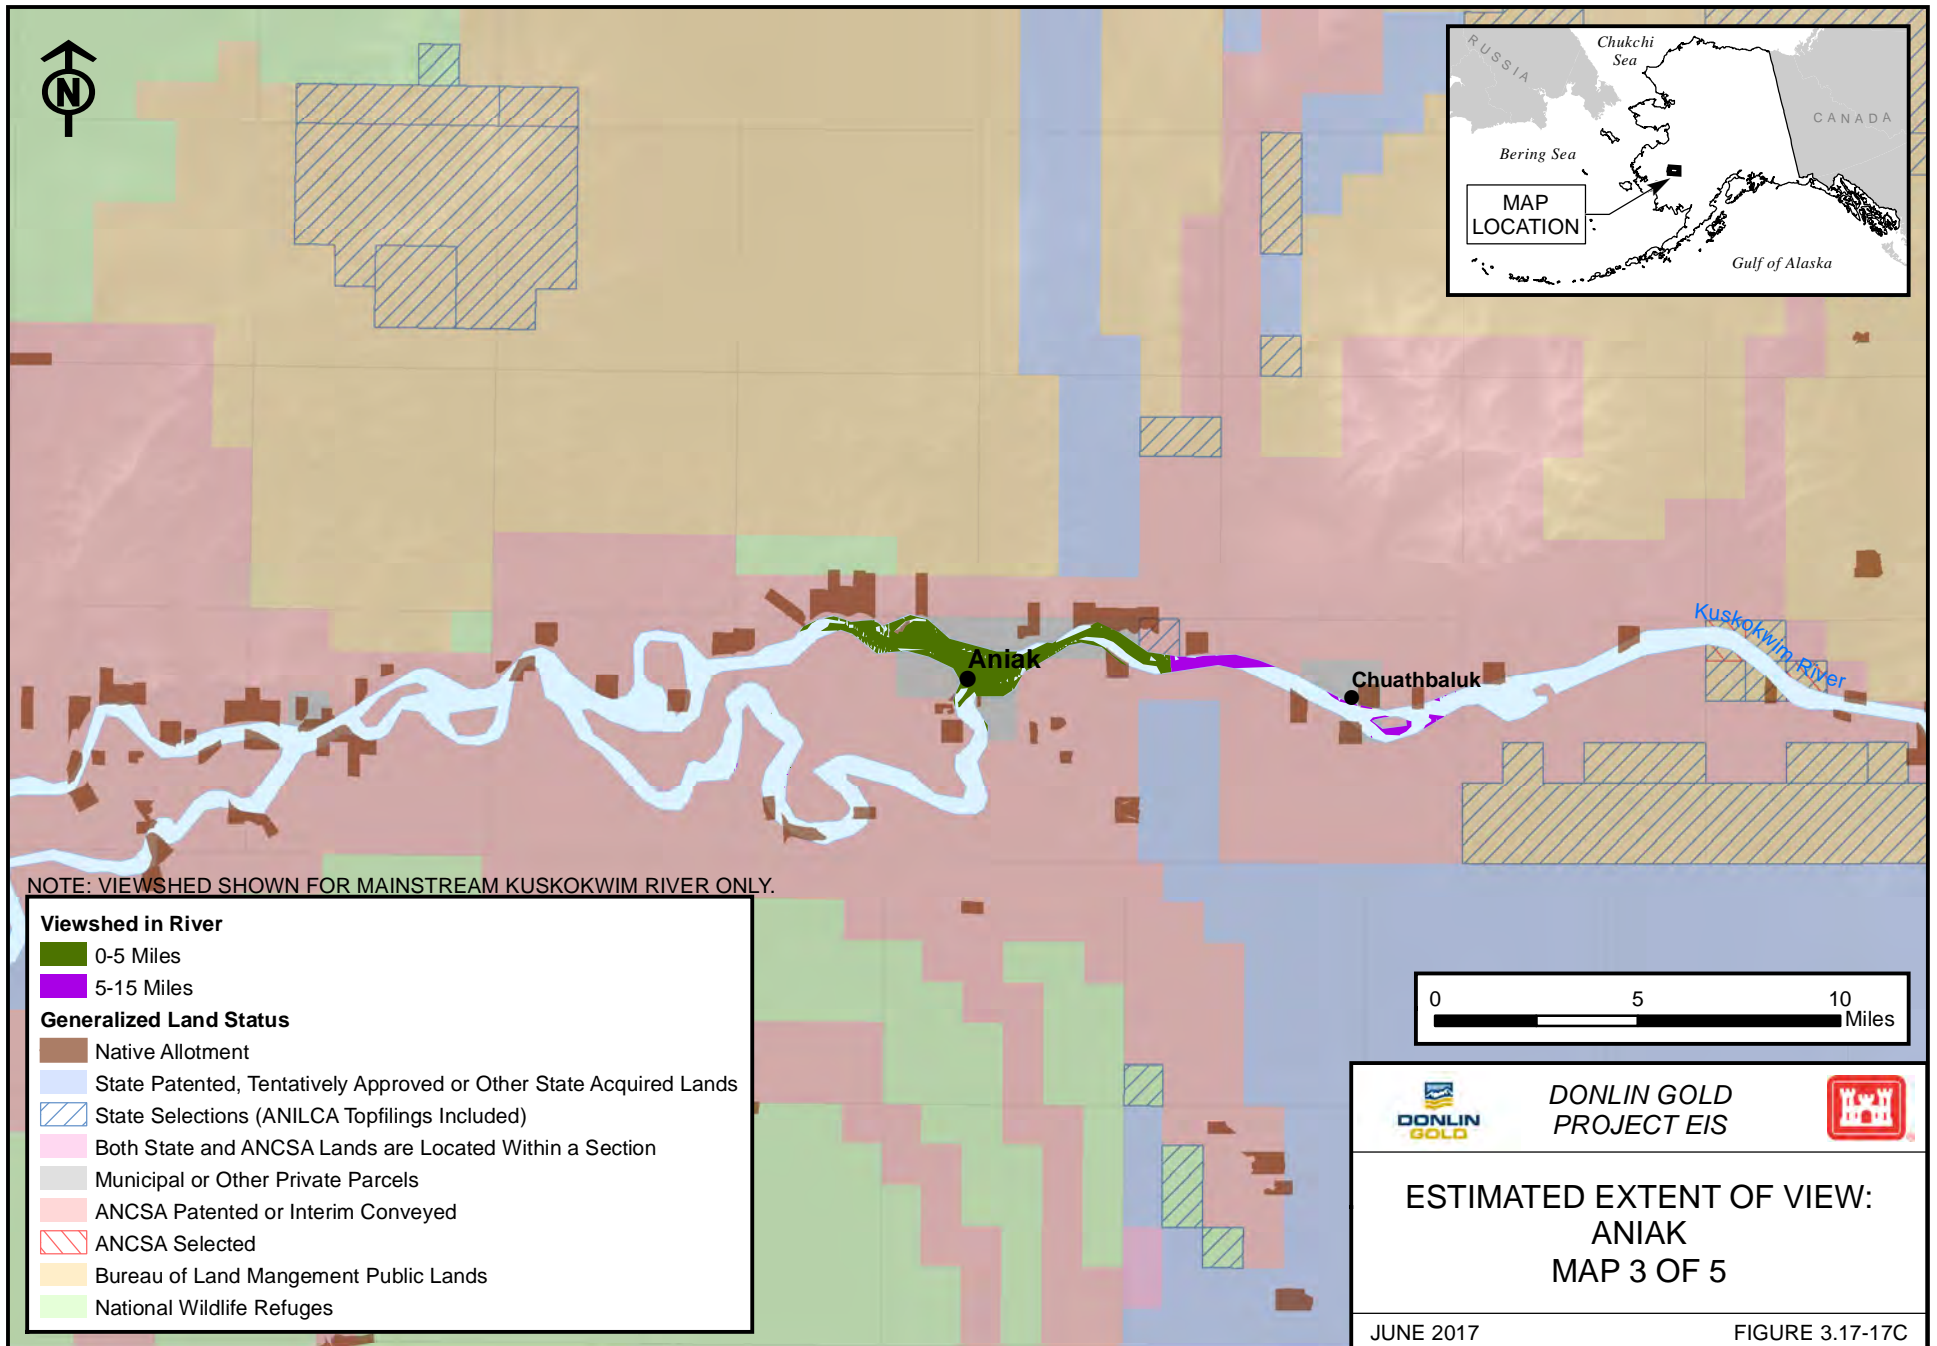 N
RUSSIA
Chukchi
Sea
CANADA
Bering Sea
MAP
LOCATION
Gulf of Alaska
Kuskokwim River
Aniak
Chuathbaluk
NOTE: VIEWSHED SHOWN FOR MAINSTREAM KUSKOKWIM RIVER ONLY.
Viewshed in River
0-5 Miles
5-15 Miles
Generalized Land Status
Native Allotment
State Patented, Tentatively Approved or Other State Acquired Lands
State Selections (ANILCA Topfilings Included)
Both State and ANCSA Lands are Located Within a Section
Municipal or Other Private Parcels
ANCSA Patented or Interim Conveyed
ANCSA Selected
Bureau of Land Mangement Public Lands
National Wildlife Refuges
0 5 10
Miles
DONLIN
GOLD
DONLIN GOLD
PROJECT EIS
ESTIMATED EXTENT OF VIEW:
ANIAK
MAP 3 OF 5
JUNE 2017
FIGURE 3.17-17C